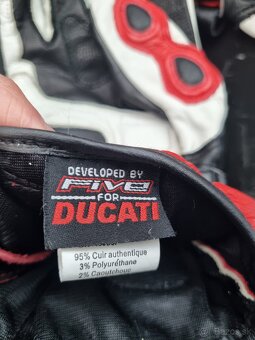 DEVELOPED BY
FIVE
FOR
DUCATI
95% Cuir authentique
3% Polyuréthane
2% Caoutchouc